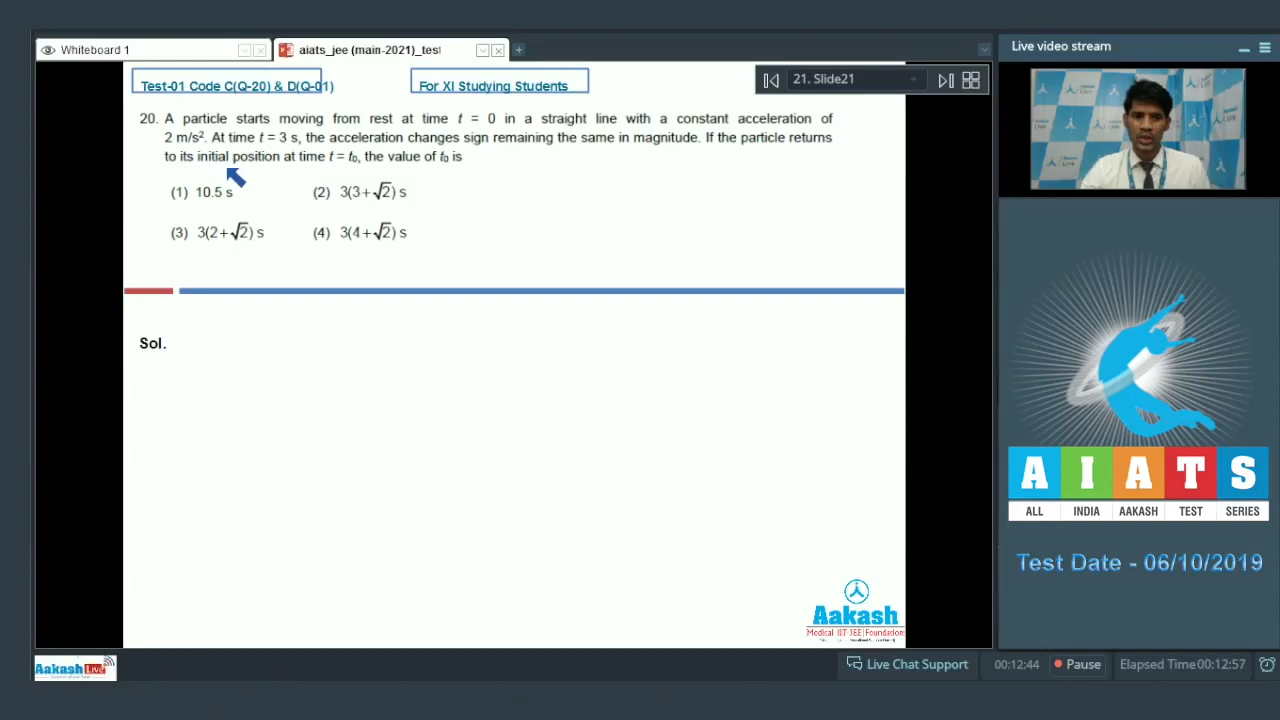 Whiteboard 1
aiats_jee (main-2021)_test
Live video stream
Test-01 Code C(Q-20) & D(Q-01)
For XI Studying Students
21. Slide21
20. A particle starts moving from rest at time t = 0 in a straight line with a constant acceleration of
2 m/s². At time t = 3 s, the acceleration changes sign remaining the same in magnitude. If the particle returns
to its initial position at time t = t₀, the value of t₀ is
(1) 10.5 s (2) 3(3+√2) s
(3) 3(2+√2) s (4) 3(4+√2) s
Sol.
A I A T S
ALL INDIA AAKASH TEST SERIES
Test Date - 06/10/2019
Aakash
Medical IIT-JEE Foundations
Aakash Live
Live Chat Support
00:12:44
Pause
Elapsed Time 00:12:57